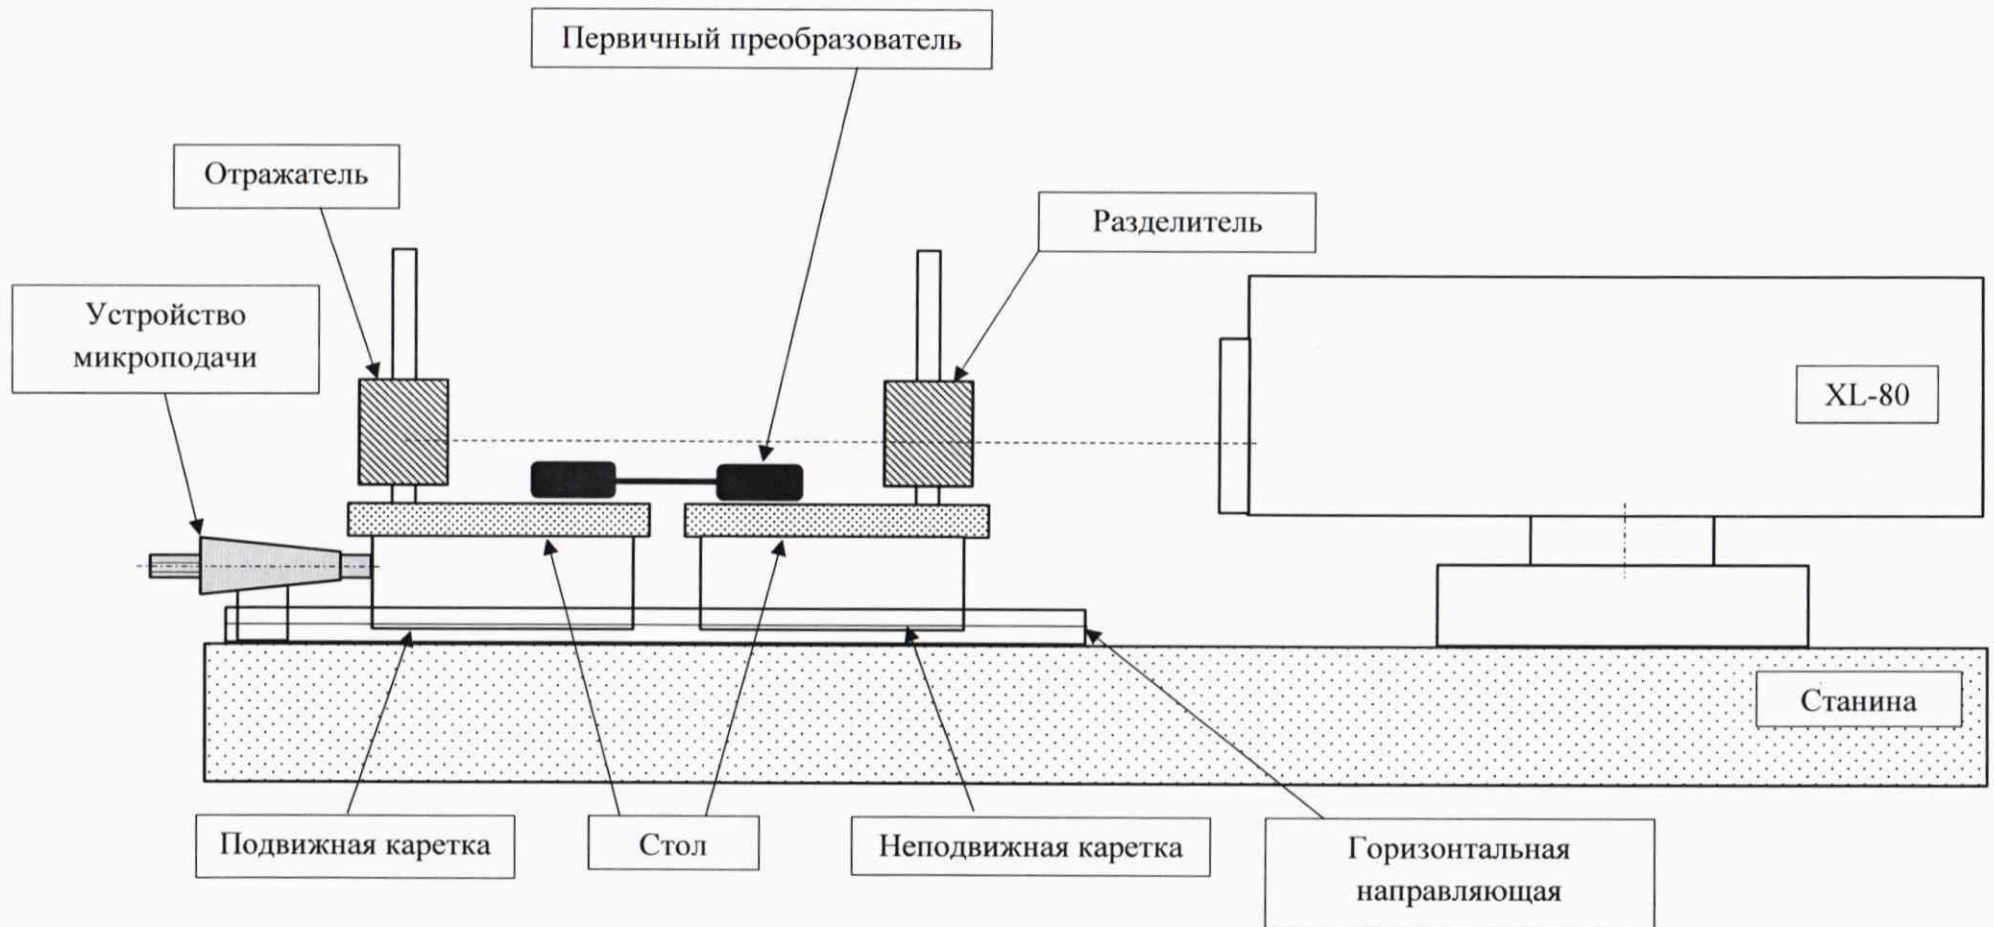 Первичный преобразователь
Отражатель
Разделитель
Устройство
микроподачи
XL-80
Станина
Подвижная каретка
Стол
Неподвижная каретка
Горизонтальная
направляющая